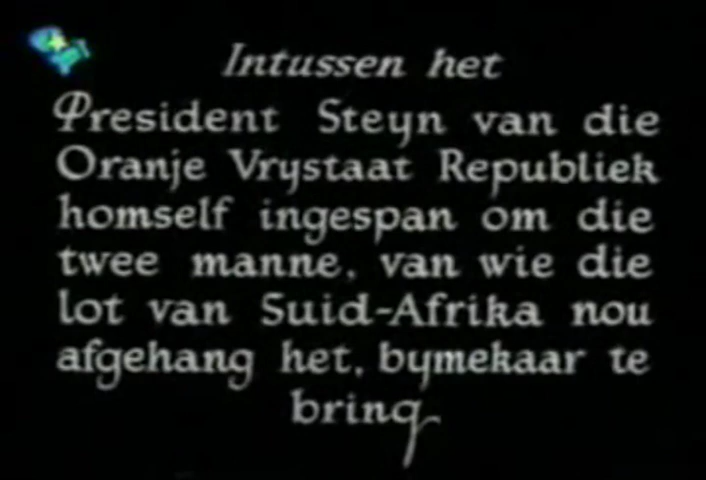 Intussen het
President Steyn van die
Oranje Vrystaat Republiek
homself ingespan om die
twee manne, van wie die
lot van Suid-Afrika nou
afgehang het, bymekaar te
bring